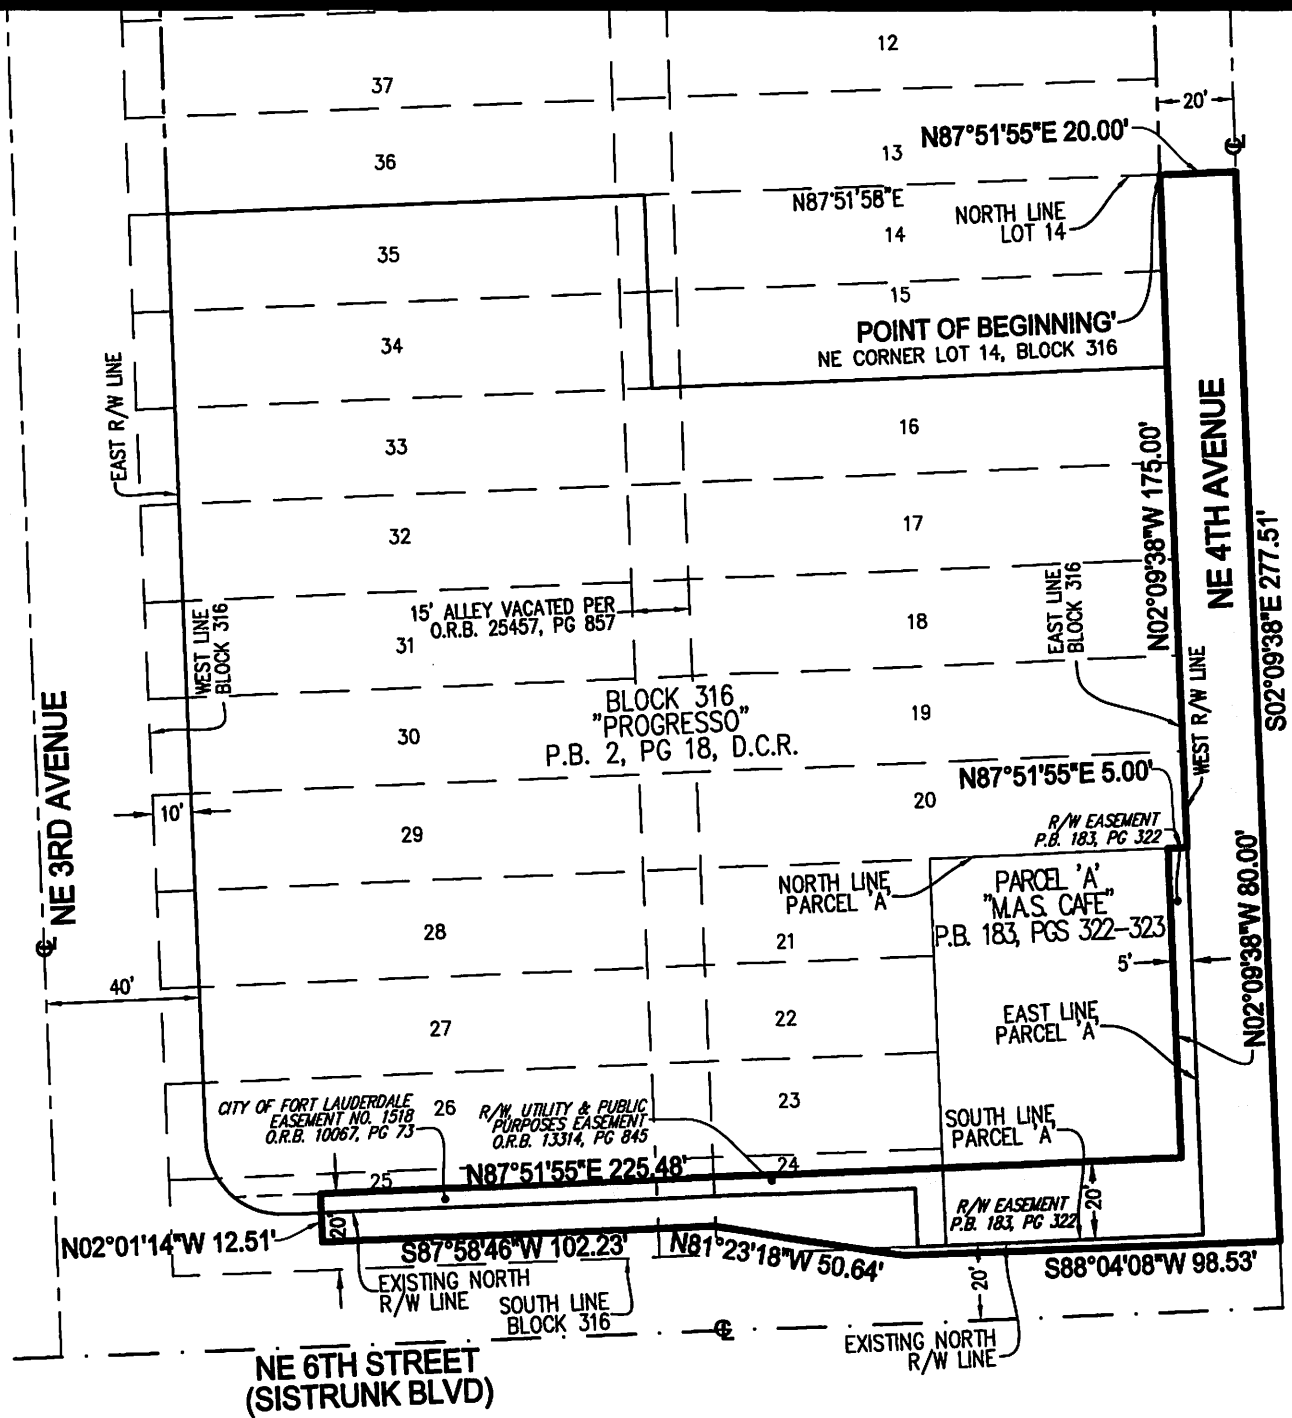 12
37
20'
N87°51'55"E 20.00'
℄
36
13
N87°51'58"E
NORTH LINE
LOT 14
35
14
15
POINT OF BEGINNING'
NE CORNER LOT 14, BLOCK 316
34
EAST R/W LINE
33
16
NE 4TH AVENUE
N02°09'38"W 175.00'
S02°09'38"E 277.51'
32
17
15' ALLEY VACATED PER
O.R.B. 25457, PG 857
31
18
EAST LINE
BLOCK 316
WEST LINE
BLOCK 316
WEST R/W LINE
BLOCK 316
"PROGRESSO"
P.B. 2, PG 18, D.C.R.
30
19
NE 3RD AVENUE
℄
N87°51'55"E 5.00'
10'
29
20
R/W EASEMENT
P.B. 183, PG 322
N02°09'38"W 80.00'
NORTH LINE
PARCEL 'A'
PARCEL 'A'
"M.A.S. CAFE"
P.B. 183, PGS 322-323
28
21
5'
40'
27
22
EAST LINE
PARCEL 'A'
CITY OF FORT LAUDERDALE
EASEMENT NO. 1518
O.R.B. 10067, PG 73
26
R/W, UTILITY & PUBLIC
PURPOSES EASEMENT
O.R.B. 13314, PG 845
23
SOUTH LINE
PARCEL 'A'
25
N87°51'55"E 225.48'
24
20'
20'
R/W EASEMENT
P.B. 183, PG 322
N02°01'14"W 12.51'
S87°58'46"W 102.23'
N81°23'18"W 50.64'
S88°04'08"W 98.53'
20'
EXISTING NORTH
R/W LINE
SOUTH LINE
BLOCK 316
℄
EXISTING NORTH
R/W LINE
NE 6TH STREET
(SISTRUNK BLVD)